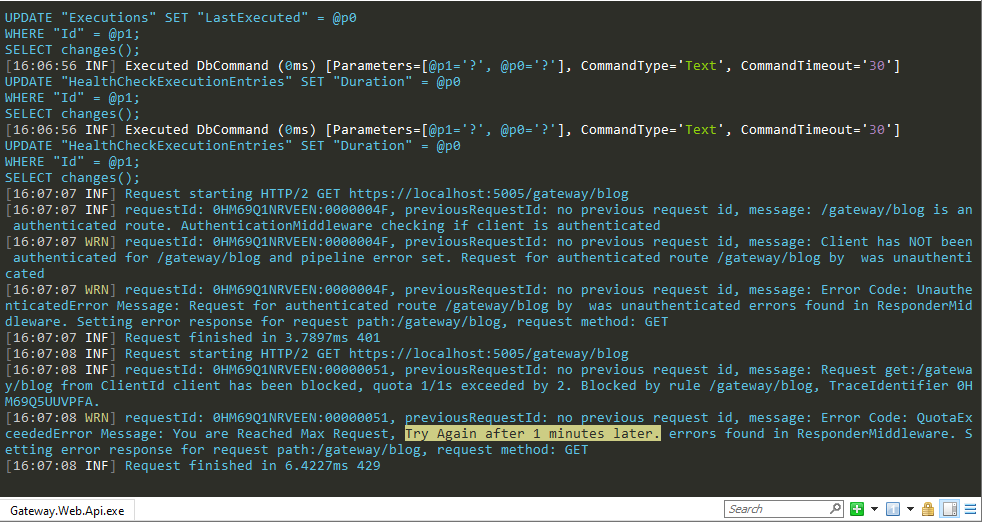 UPDATE "Executions" SET "LastExecuted" = @p0
WHERE "Id" = @p1;
SELECT changes();
[16:06:56 INF] Executed DbCommand (0ms) [Parameters=[@p1='?', @p0='?'], CommandType='Text', CommandTimeout='30']
UPDATE "HealthCheckExecutionEntries" SET "Duration" = @p0
WHERE "Id" = @p1;
SELECT changes();
[16:06:56 INF] Executed DbCommand (0ms) [Parameters=[@p1='?', @p0='?'], CommandType='Text', CommandTimeout='30']
UPDATE "HealthCheckExecutionEntries" SET "Duration" = @p0
WHERE "Id" = @p1;
SELECT changes();
[16:07:07 INF] Request starting HTTP/2 GET https://localhost:5005/gateway/blog
[16:07:07 INF] requestId: 0HM69Q1NRVEEN:0000004F, previousRequestId: no previous request id, message: /gateway/blog is an
 authenticated route. AuthenticationMiddleware checking if client is authenticated
[16:07:07 WRN] requestId: 0HM69Q1NRVEEN:0000004F, previousRequestId: no previous request id, message: Client has NOT been
 authenticated for /gateway/blog and pipeline error set. Request for authenticated route /gateway/blog by  was unauthenti
cated
[16:07:07 WRN] requestId: 0HM69Q1NRVEEN:0000004F, previousRequestId: no previous request id, message: Error Code: Unauthe
nticatedError Message: Request for authenticated route /gateway/blog by  was unauthenticated errors found in ResponderMid
dleware. Setting error response for request path:/gateway/blog, request method: GET
[16:07:07 INF] Request finished in 3.7897ms 401
[16:07:08 INF] Request starting HTTP/2 GET https://localhost:5005/gateway/blog
[16:07:08 INF] requestId: 0HM69Q1NRVEEN:00000051, previousRequestId: no previous request id, message: Request get:/gatewa
y/blog from ClientId client has been blocked, quota 1/1s exceeded by 2. Blocked by rule /gateway/blog, TraceIdentifier 0H
M69Q5UUVPFA.
[16:07:08 WRN] requestId: 0HM69Q1NRVEEN:00000051, previousRequestId: no previous request id, message: Error Code: QuotaEx
ceededError Message: You are Reached Max Request, Try Again after 1 minutes later. errors found in ResponderMiddleware. S
etting error response for request path:/gateway/blog, request method: GET
[16:07:08 INF] Request finished in 6.4227ms 429
Gateway.Web.Api.exe
Search